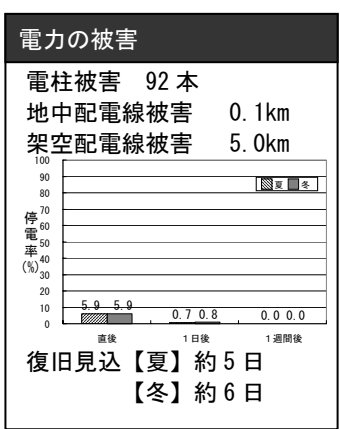 電力の被害
電柱被害 92本
地中配電線被害 0.1km
架空配電線被害 5.0km
100
90
80
70
60
50
40
30
20
10
0
停電率(%)
夏 冬
5.9 5.9
0.7 0.8
0.0 0.0
直後 1日後 1週間後
復旧見込【夏】約5日
【冬】約6日